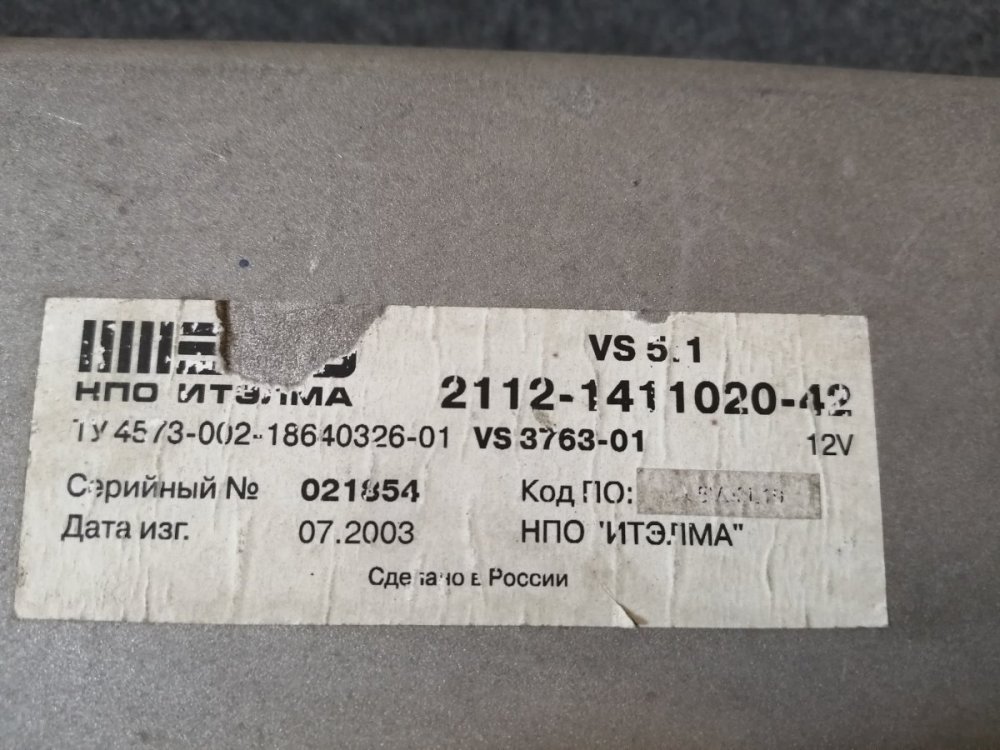 VS 5.1
НПО ИТЭЛМА 2112-1411020-42
ТУ 4573-002-18640326-01 VS 3763-01 12V
Серийный № 021854 Код ПО:
Дата изг. 07.2003 НПО "ИТЭЛМА"
Сделано в России